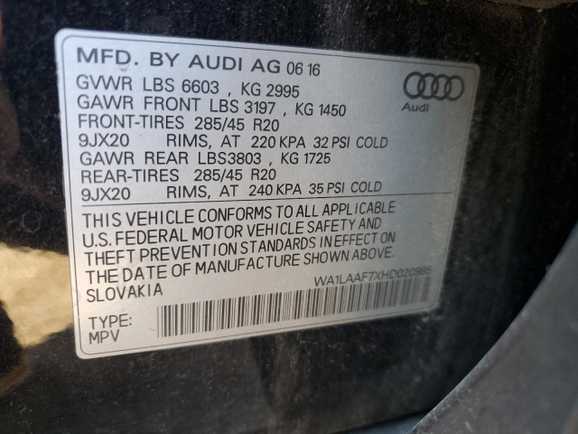 MFD. BY AUDI AG 06 16
GVWR LBS 6603 , KG 2995
GAWR FRONT LBS 3197 , KG 1450
FRONT-TIRES 285/45 R20
9JX20 RIMS, AT 220 KPA 32 PSI COLD
GAWR REAR LBS3803 , KG 1725
REAR-TIRES 285/45 R20
9JX20 RIMS, AT 240 KPA 35 PSI COLD
Audi
THIS VEHICLE CONFORMS TO ALL APPLICABLE
U.S. FEDERAL MOTOR VEHICLE SAFETY AND
THEFT PREVENTION STANDARDS IN EFFECT ON
THE DATE OF MANUFACTURE SHOWN ABOVE.
SLOVAKIA
WA1LAAF7XHD020985
TYPE:
MPV